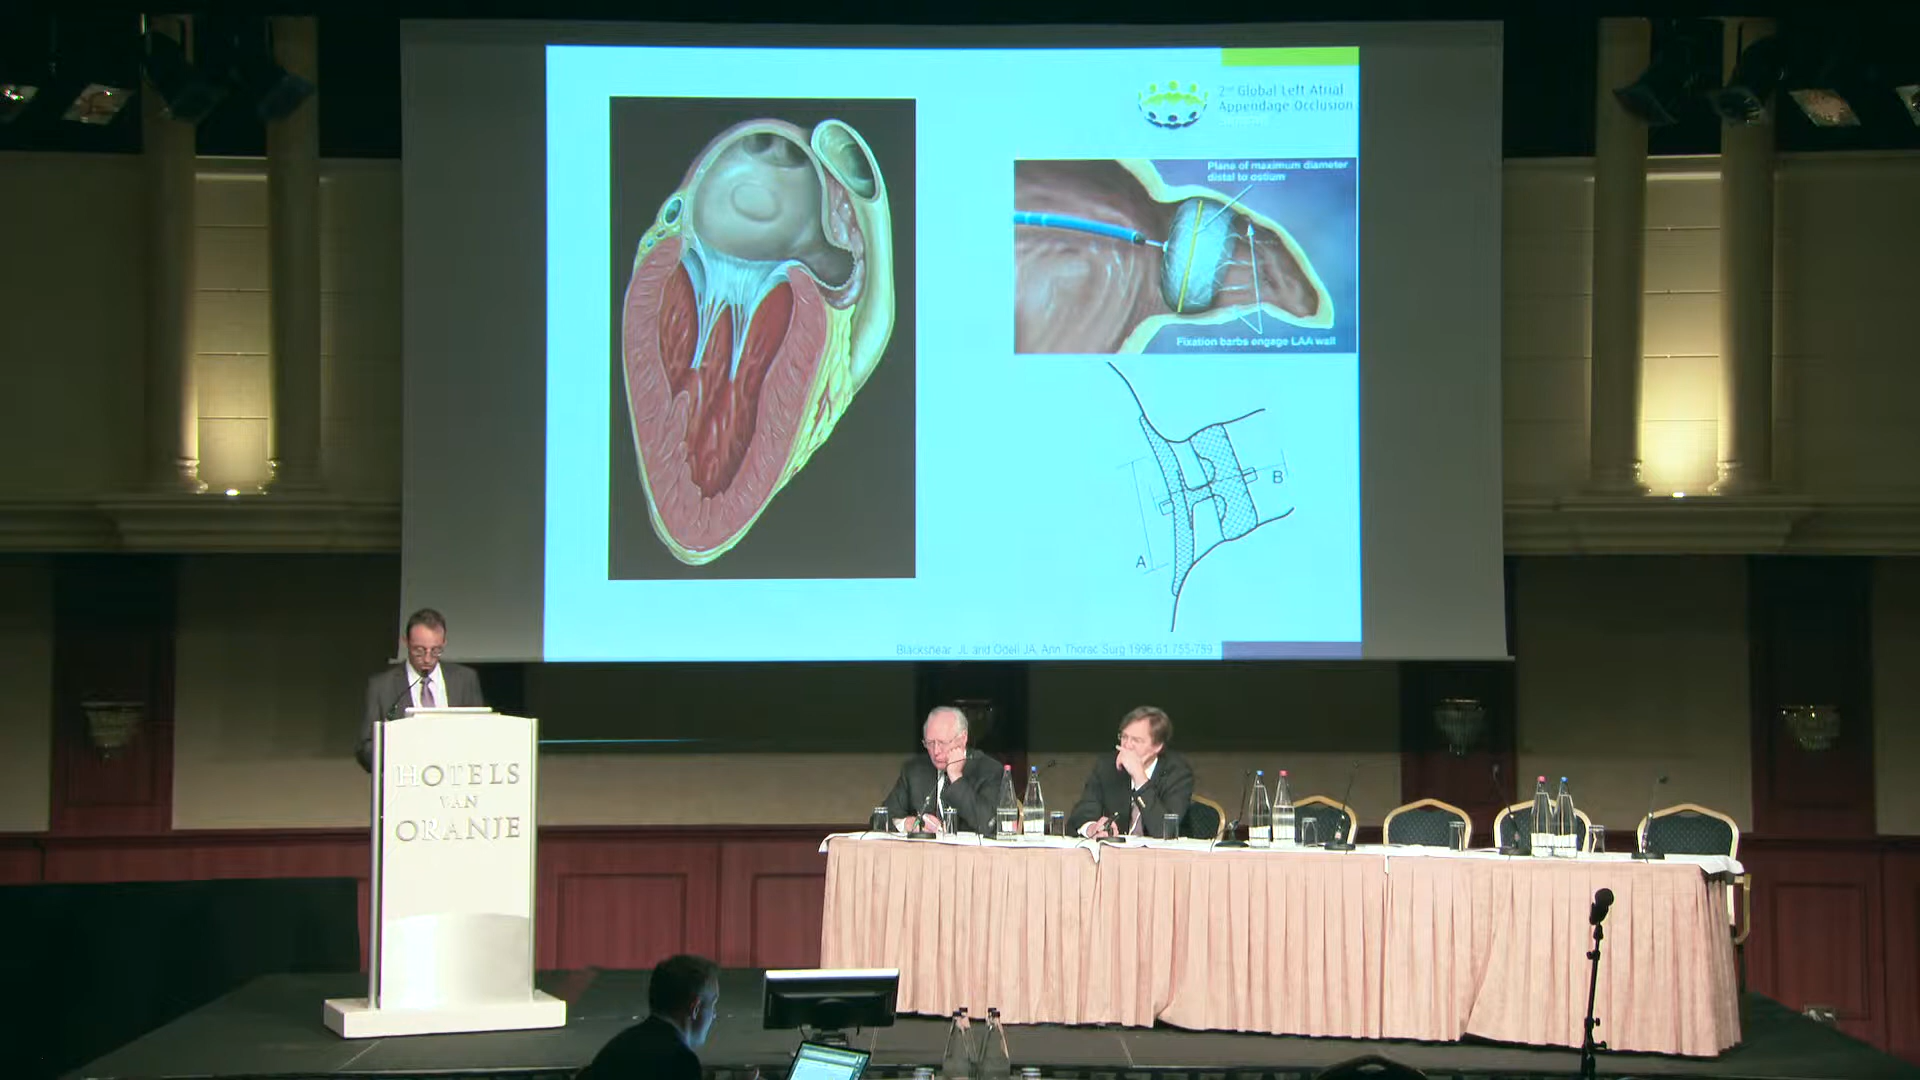 2nd Global Left Atrial
Appendage Occlusion
Plane of maximum diameter
distal to ostium
Fixation barbs engage LAA wall
B
A
Blackshear JL and Odell JA, Ann Thorac Surg 1996.61.755-759
HOTELS
VAN
ORANJE